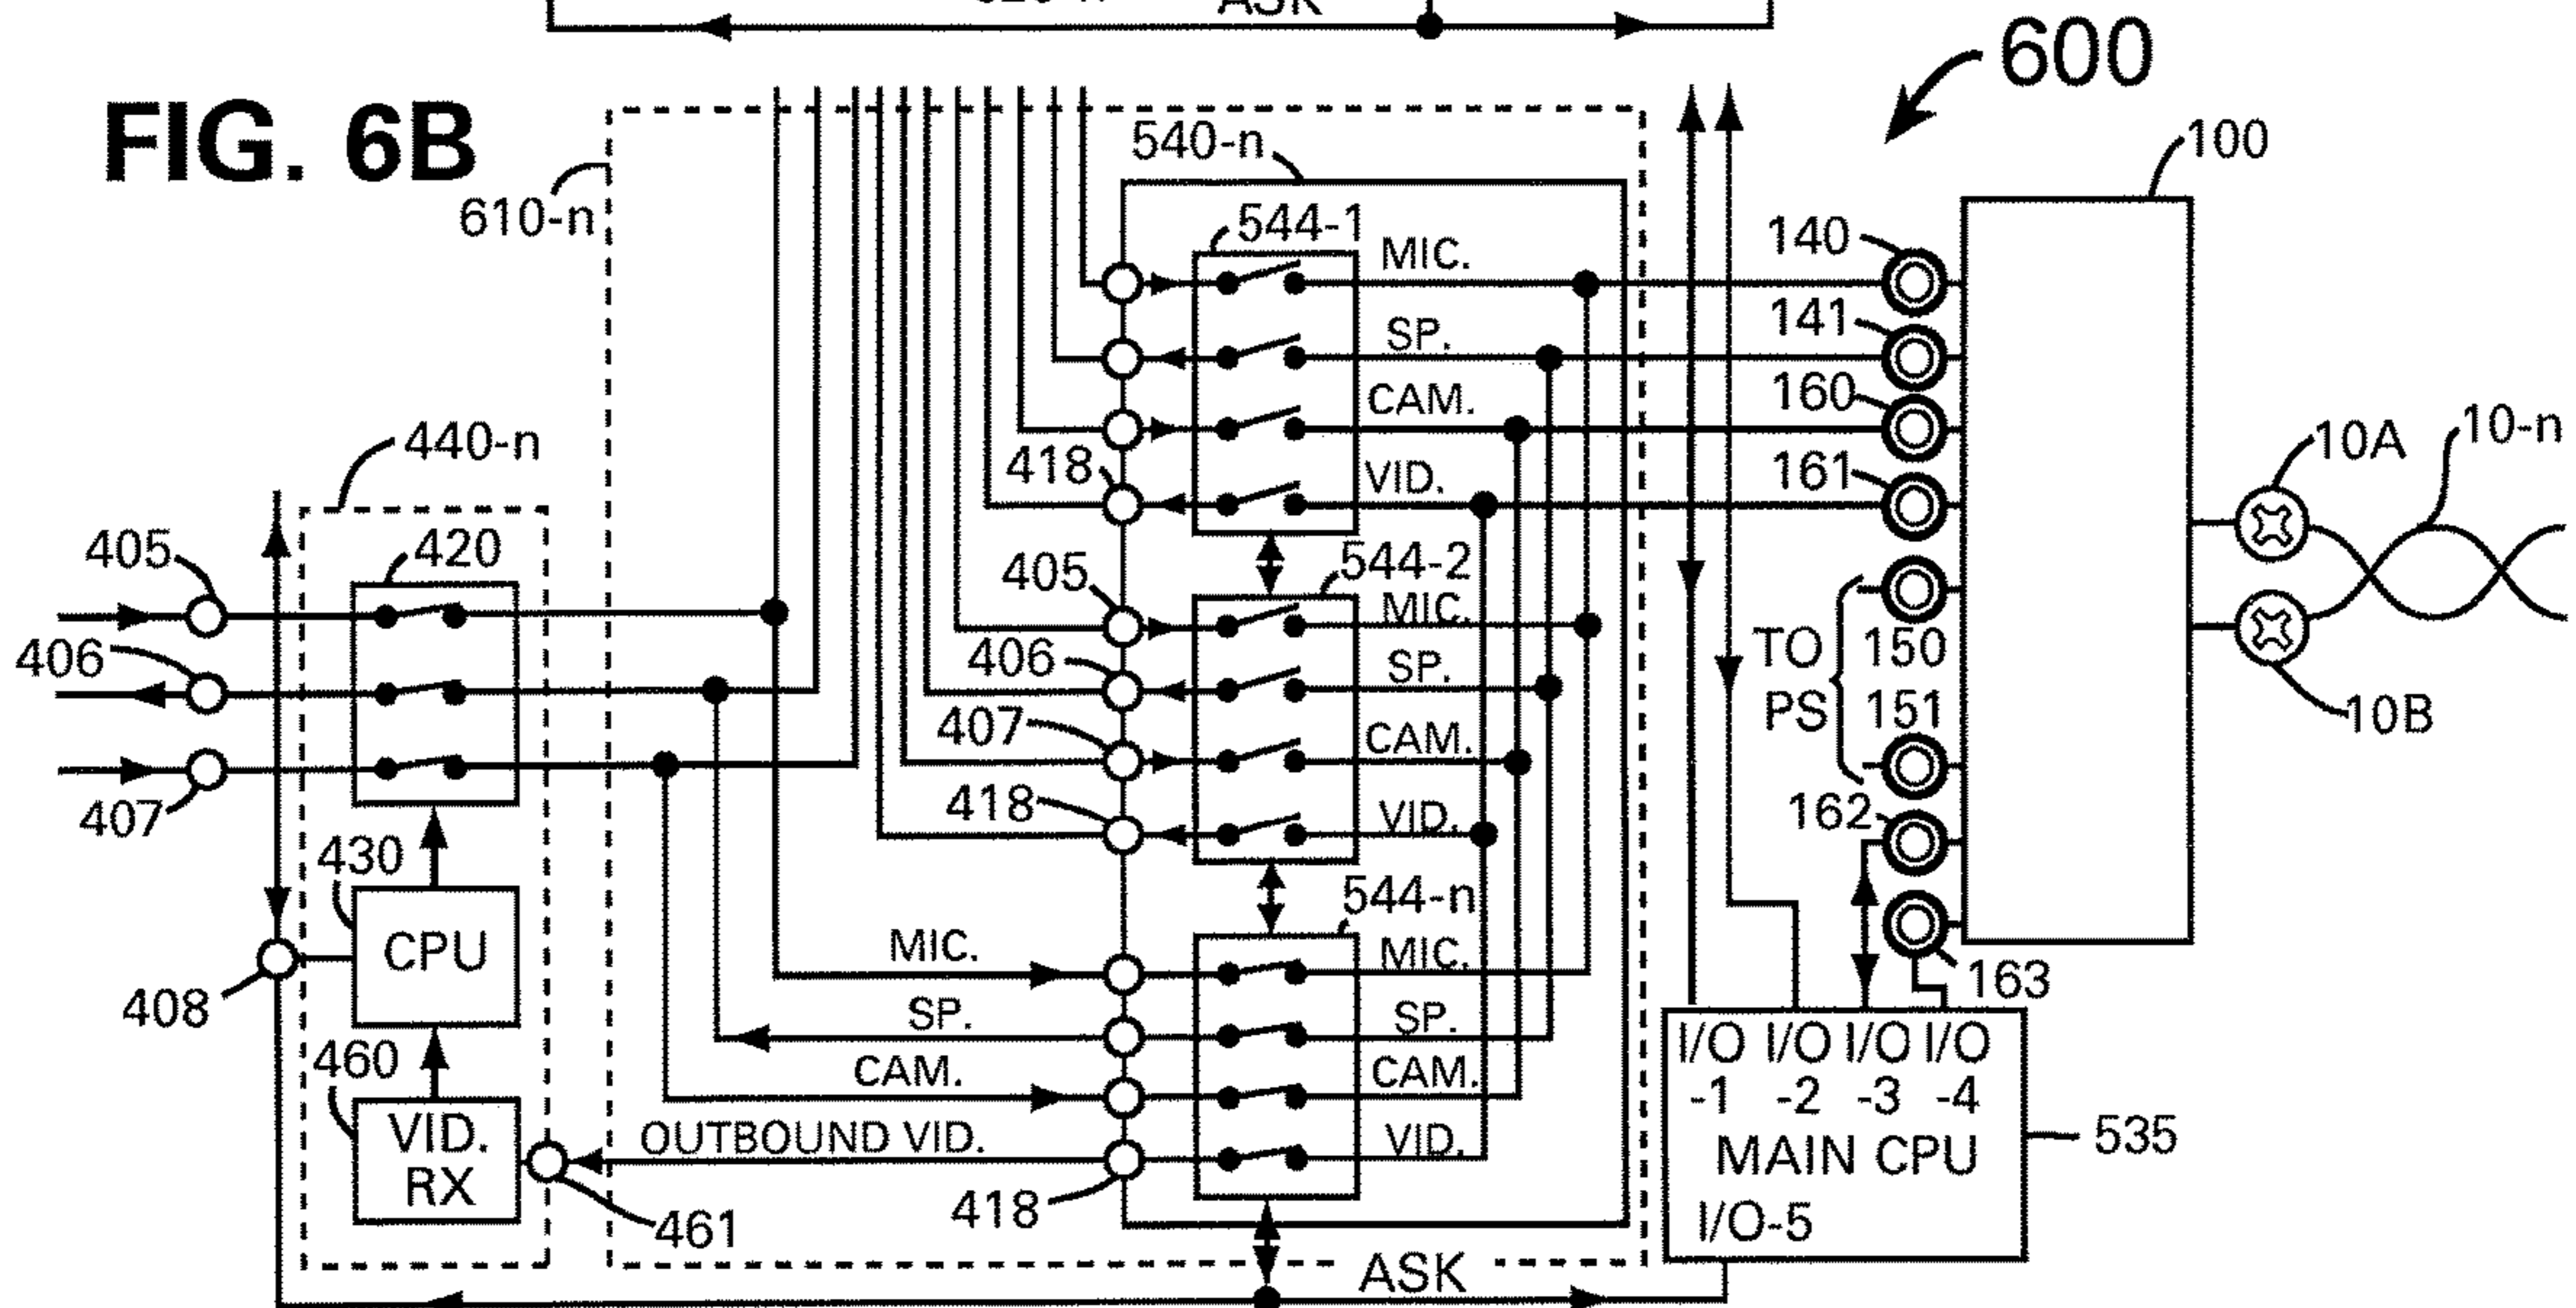 ASK
600
FIG. 6B
540-n
100
610-n
544-1
MIC.
140
SP.
141
CAM.
160
440-n
418
VID.
161
10A
10-n
405
420
405
544-2
MIC.
406
406
SP.
TO
PS
150
407
CAM.
151
10B
407
418
VID.
162
430
CPU
544-n
MIC.
MIC.
163
408
SP.
SP.
460
CAM.
CAM.
I/O I/O I/O I/O
-1 -2 -3 -4
VID.
RX
OUTBOUND VID.
VID.
MAIN CPU
535
418
461
I/O-5
ASK